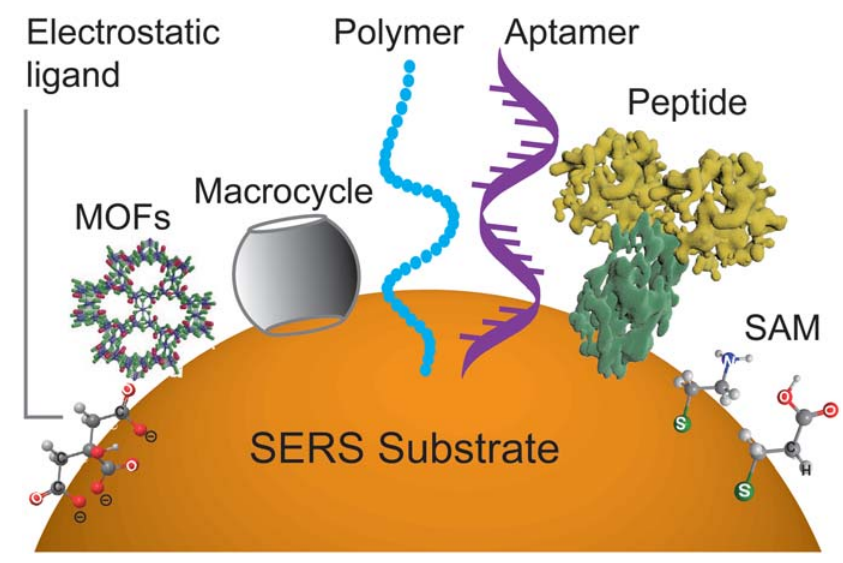 Electrostatic
ligand
Polymer
Aptamer
Peptide
Macrocycle
MOFs
SAM
SERS Substrate
N
S
O
O
C
H
S
O
C
O
C
O
C
O
O